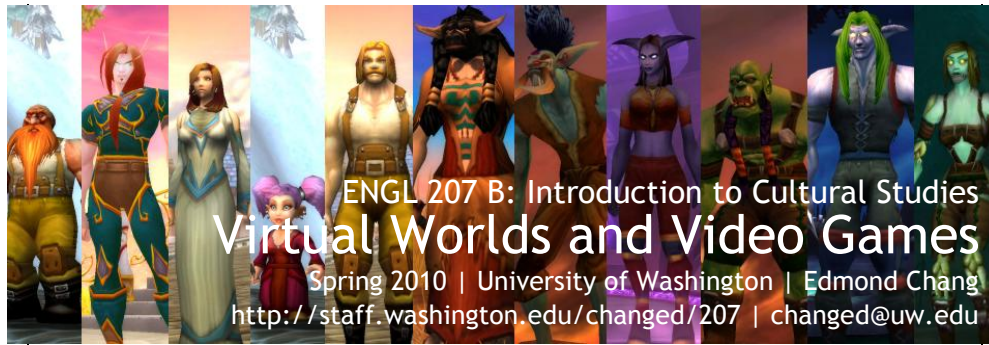 ENGL 207 B: Introduction to Cultural Studies
Virtual Worlds and Video Games
Spring 2010 | University of Washington | Edmond Chang
http://staff.washington.edu/changed/207 | changed@uw.edu